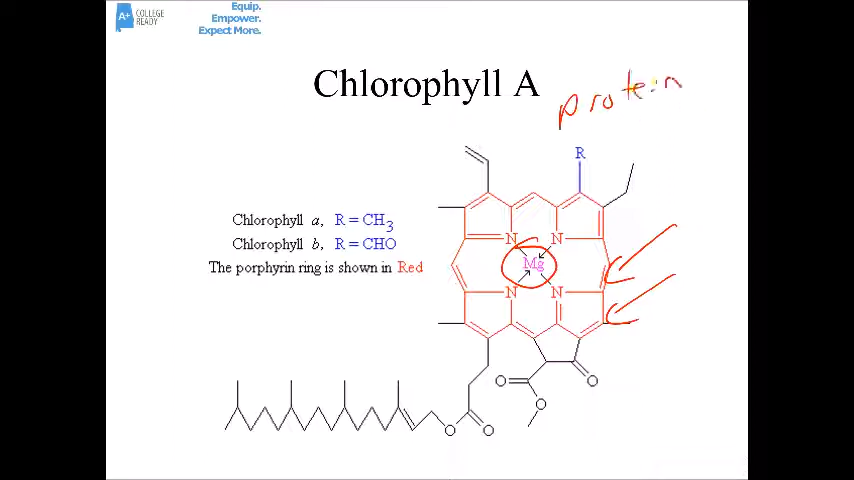 A+ COLLEGE READY
Equip.
Empower.
Expect More.
Chlorophyll A
protein
R
Chlorophyll a, R = CH3
Chlorophyll b, R = CHO
The porphyrin ring is shown in Red
N N
Mg
N N
O O
O
O O